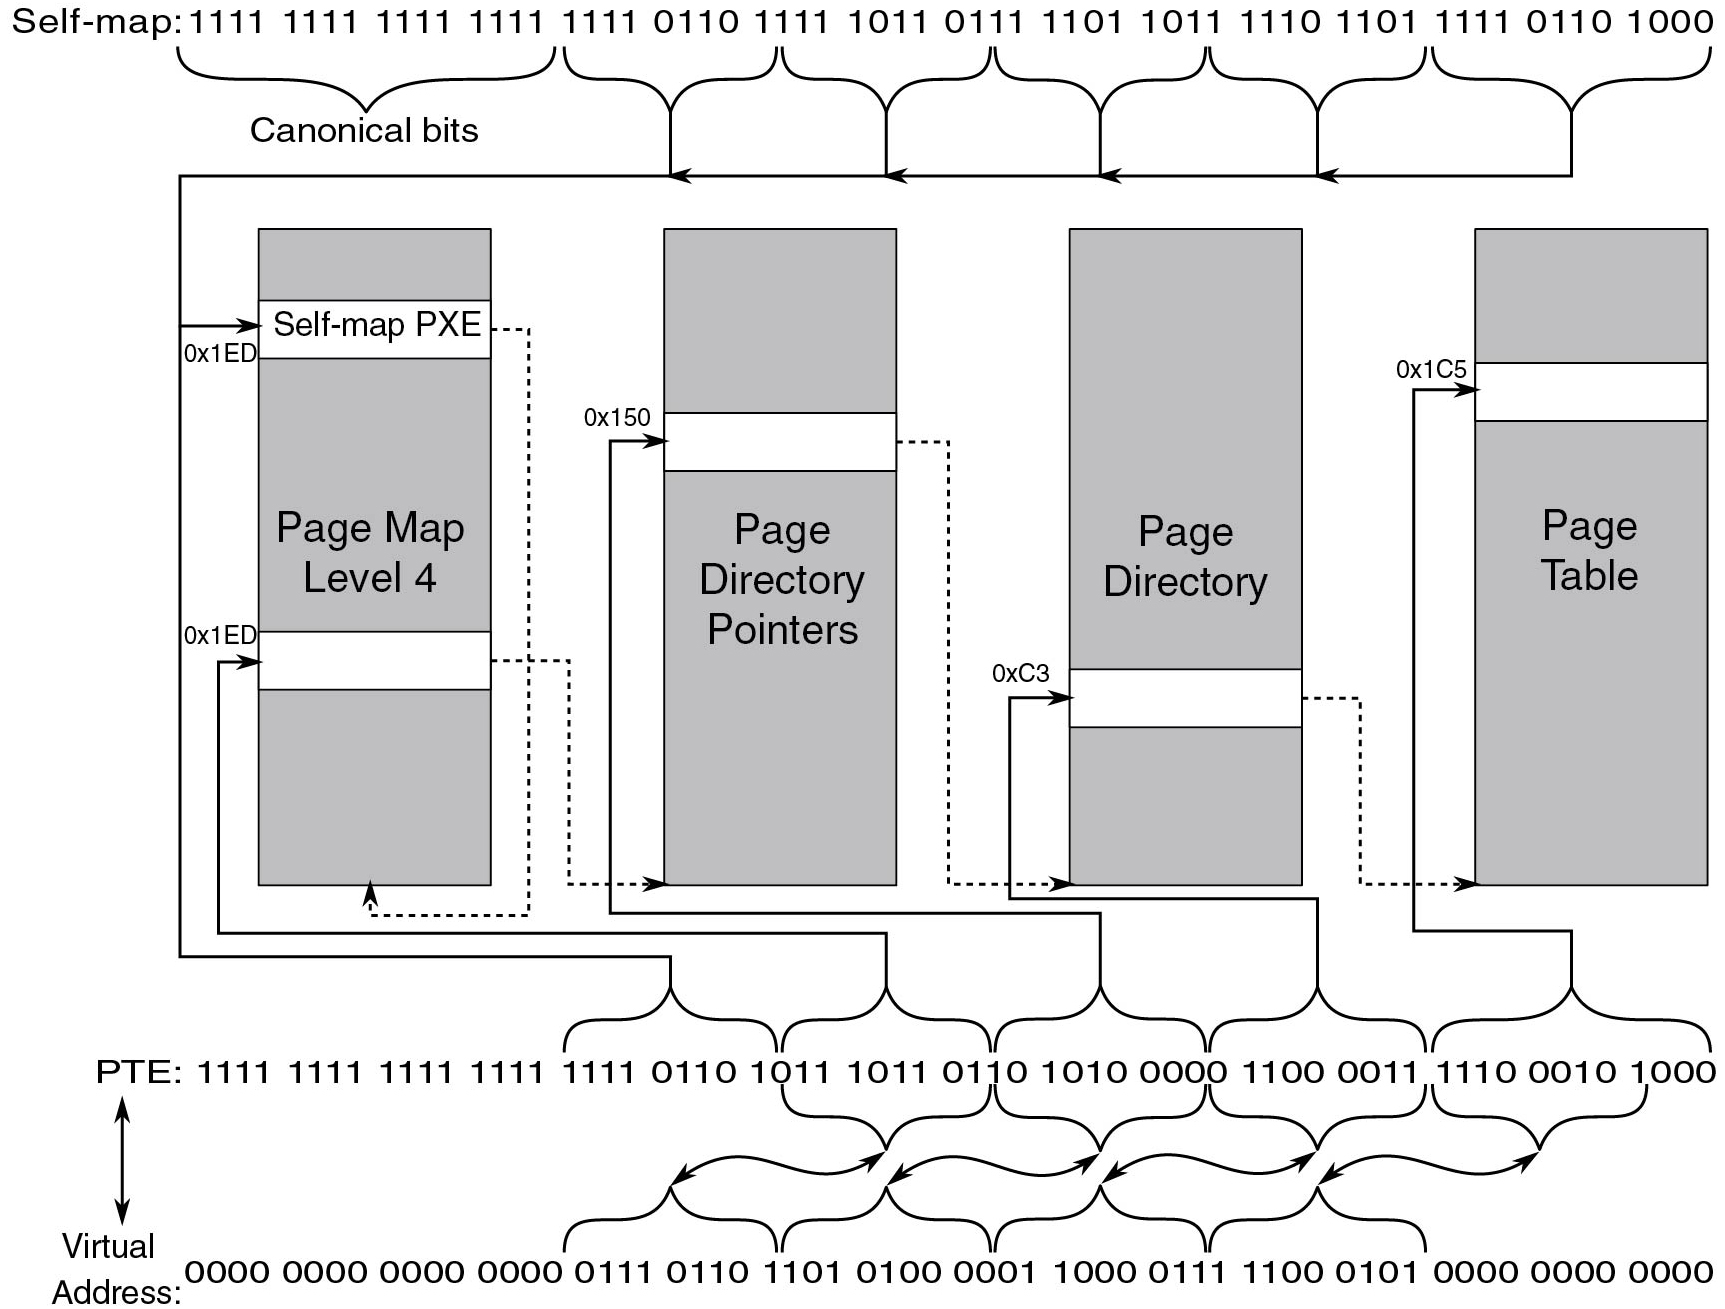 Self-map: 1111 1111 1111 1111 1111 0110 1111 1011 0111 1101 1011 1110 1101 1111 0110 1000
Canonical bits
Self-map PXE
0x1ED
0x1C5
0x150
Page Map
Level 4
Page
Directory
Pointers
Page
Directory
Page
Table
0x1ED
0xC3
PTE: 1111 1111 1111 1111 1111 0110 1011 1011 0110 1010 0000 1100 0011 1110 0010 1000
Virtual
Address: 0000 0000 0000 0000 0111 0110 1101 0100 0001 1000 0111 1100 0101 0000 0000 0000